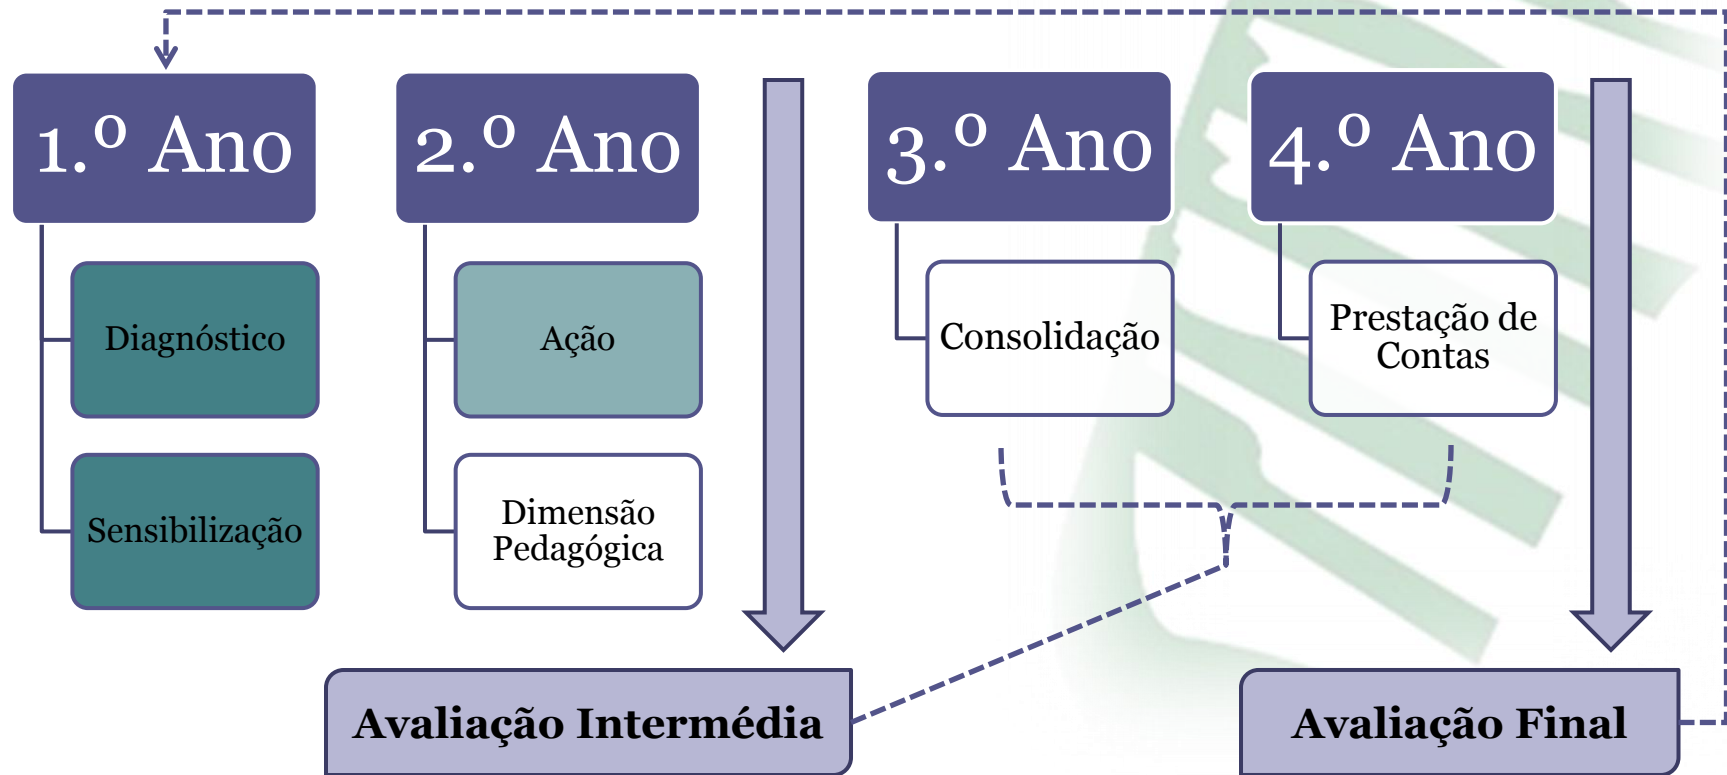 1.º Ano
2.º Ano
3.º Ano
4.º Ano
Diagnóstico
Sensibilização
Ação
Dimensão
Pedagógica
Consolidação
Prestação de
Contas
Avaliação Intermédia
Avaliação Final